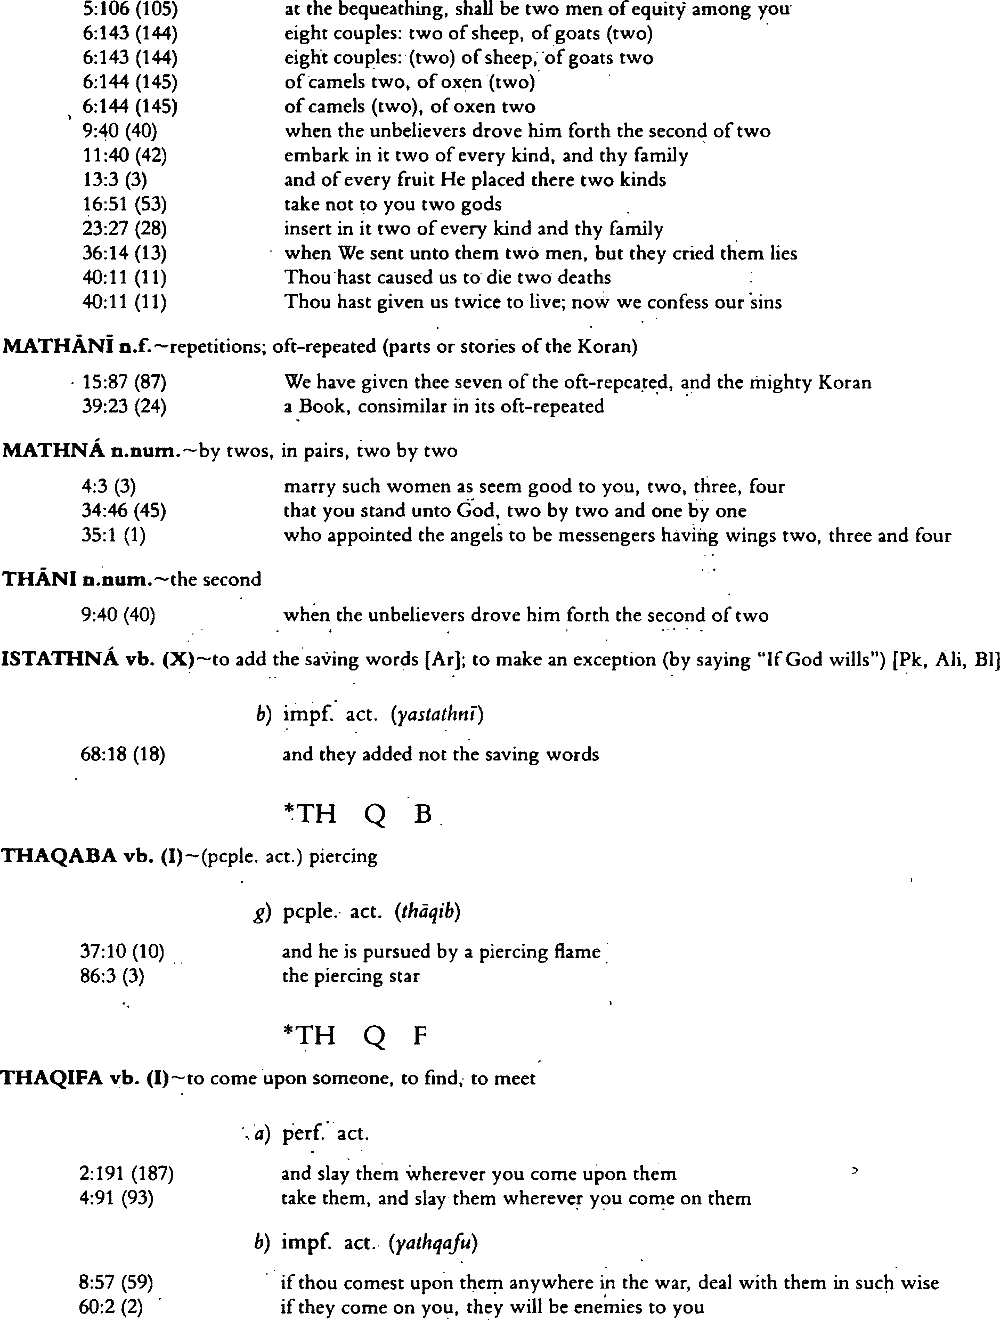 5:106 (105) at the bequeathing, shall be two men of equity among you
6:143 (144) eight couples: two of sheep, of goats (two)
6:143 (144) eight couples: (two) of sheep, of goats two
6:144 (145) of camels two, of oxen (two)
6:144 (145) of camels (two), of oxen two
9:40 (40) when the unbelievers drove him forth the second of two
11:40 (42) embark in it two of every kind, and thy family
13:3 (3) and of every fruit He placed there two kinds
16:51 (53) take not to you two gods
23:27 (28) insert in it two of every kind and thy family
36:14 (13) when We sent unto them two men, but they cried them lies
40:11 (11) Thou hast caused us to die two deaths
40:11 (11) Thou hast given us twice to live; now we confess our sins
MATHĀNĪ n.f.~repetitions; oft-repeated (parts or stories of the Koran)
15:87 (87) We have given thee seven of the oft-repeated, and the mighty Koran
39:23 (24) a Book, consimilar in its oft-repeated
MATHNÁ n.num.~by twos, in pairs, two by two
4:3 (3) marry such women as seem good to you, two, three, four
34:46 (45) that you stand unto God, two by two and one by one
35:1 (1) who appointed the angels to be messengers having wings two, three and four
THĀNI n.num.~the second
9:40 (40) when the unbelievers drove him forth the second of two
ISTATHNÁ vb. (X)~to add the saving words [Ar]; to make an exception (by saying "If God wills") [Pk, Ali, Bl]
b) impf. act. (yastathnī)
68:18 (18) and they added not the saving words
*TH Q B
THAQABA vb. (I)~(pcple. act.) piercing
g) pcple. act. (thāqib)
37:10 (10) and he is pursued by a piercing flame
86:3 (3) the piercing star
*TH Q F
THAQIFA vb. (I)~to come upon someone, to find, to meet
a) perf. act.
2:191 (187) and slay them wherever you come upon them
4:91 (93) take them, and slay them wherever you come on them
b) impf. act. (yathqafu)
8:57 (59) if thou comest upon them anywhere in the war, deal with them in such wise
60:2 (2) if they come on you, they will be enemies to you